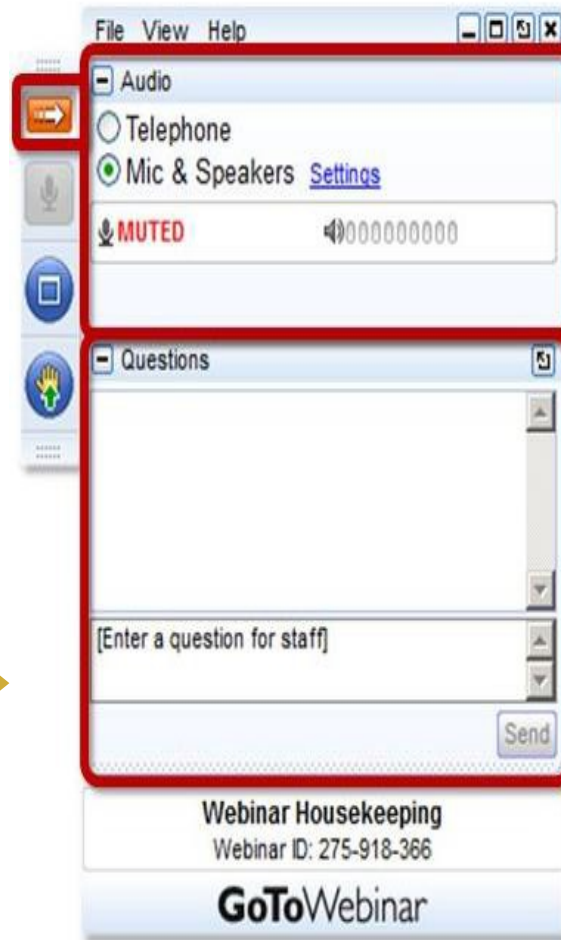 File View Help
Audio
Telephone
Mic & Speakers Settings
MUTED 000000000
Questions
[Enter a question for staff]
Send
Webinar Housekeeping
Webinar ID: 275-918-366
GoToWebinar